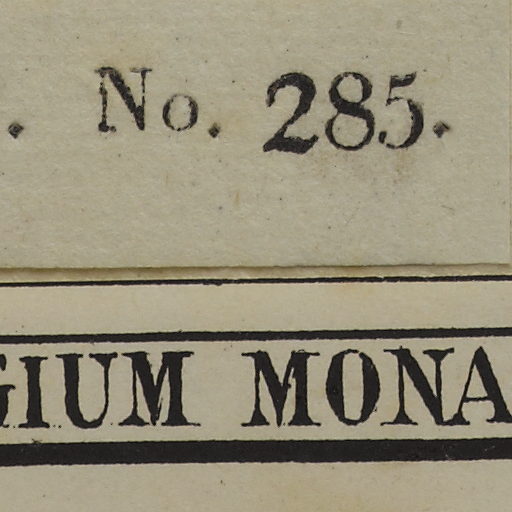 . No. 285.
GIUM MONA